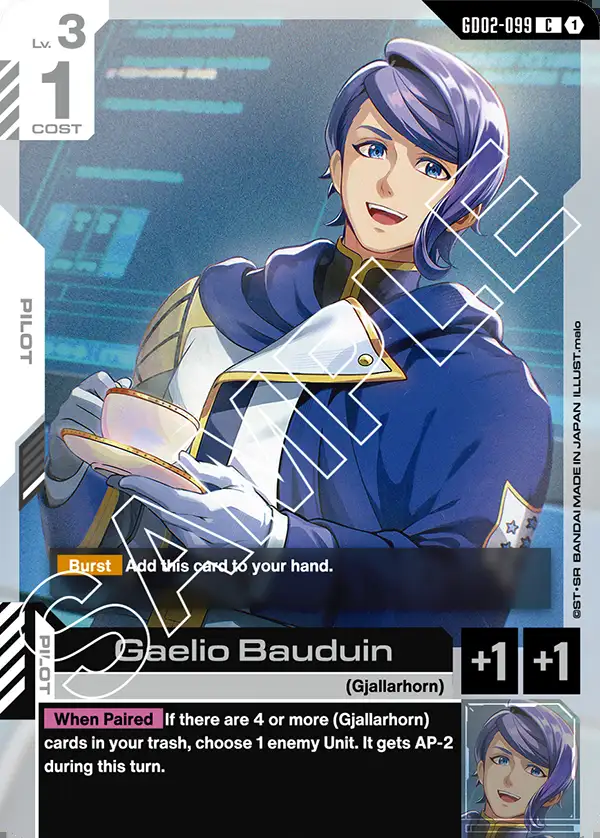 GD02-099 C 1
Lv. 3
1
COST
PILOT
©ST・SR BANDAI MADE IN JAPAN ILLUST.malo
SAMPLE
Burst Add this card to your hand.
PILOT
Gaelio Bauduin
+1 +1
(Gjallarhorn)
When Paired If there are 4 or more (Gjallarhorn)
cards in your trash, choose 1 enemy Unit. It gets AP-2
during this turn.